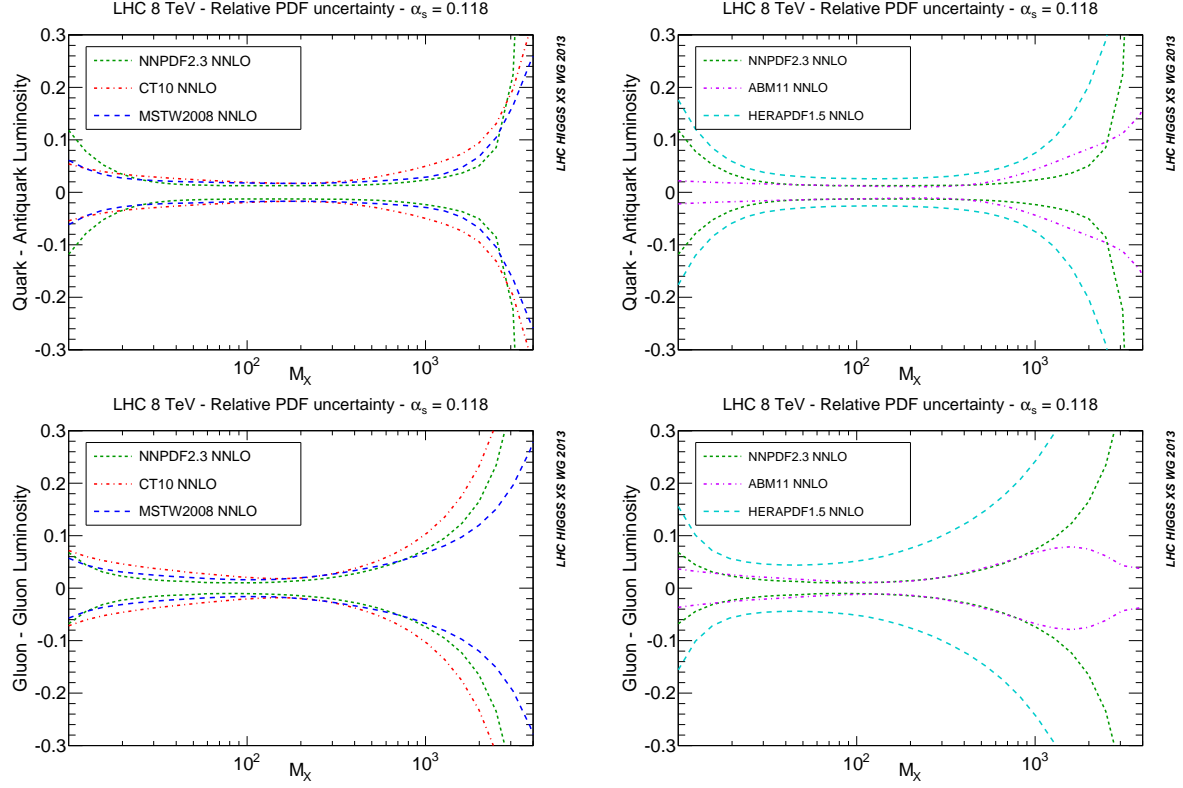 LHC 8 TeV - Relative PDF uncertainty - αs = 0.118
Quark - Antiquark Luminosity
0.3
0.2
0.1
0
-0.1
-0.2
-0.3
NNPDF2.3 NNLO
CT10 NNLO
MSTW2008 NNLO
10²
10³
MX
LHC HIGGS XS WG 2013
LHC 8 TeV - Relative PDF uncertainty - αs = 0.118
Quark - Antiquark Luminosity
0.3
0.2
0.1
0
-0.1
-0.2
-0.3
NNPDF2.3 NNLO
ABM11 NNLO
HERAPDF1.5 NNLO
10²
10³
MX
LHC HIGGS XS WG 2013
LHC 8 TeV - Relative PDF uncertainty - αs = 0.118
Gluon - Gluon Luminosity
0.3
0.2
0.1
0
-0.1
-0.2
-0.3
NNPDF2.3 NNLO
CT10 NNLO
MSTW2008 NNLO
10²
10³
MX
LHC HIGGS XS WG 2013
LHC 8 TeV - Relative PDF uncertainty - αs = 0.118
Gluon - Gluon Luminosity
0.3
0.2
0.1
0
-0.1
-0.2
-0.3
NNPDF2.3 NNLO
ABM11 NNLO
HERAPDF1.5 NNLO
10²
10³
MX
LHC HIGGS XS WG 2013